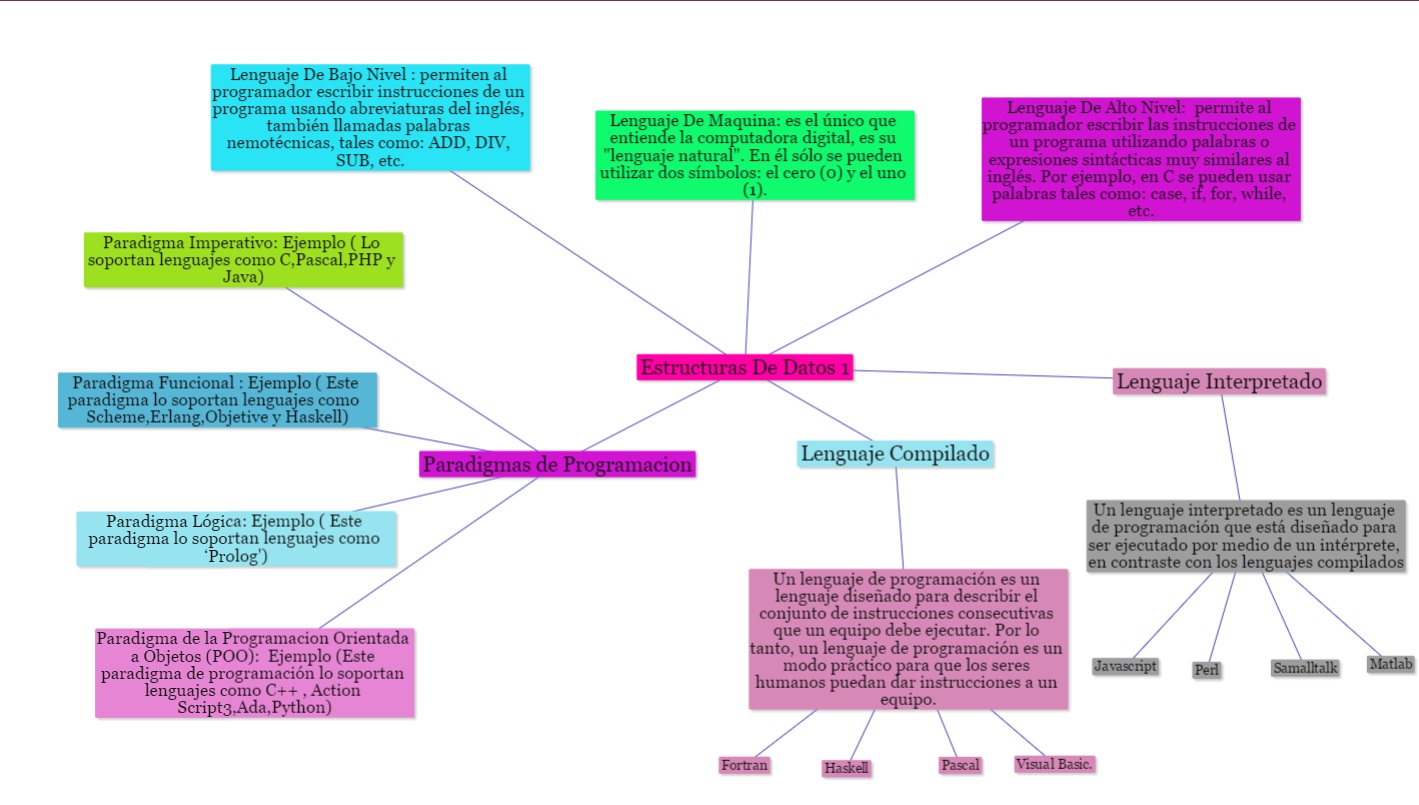 Lenguaje De Bajo Nivel : permiten al
programador escribir instrucciones de un
programa usando abreviaturas del inglés,
también llamadas palabras
nemotécnicas, tales como: ADD, DIV,
SUB, etc.
Lenguaje De Maquina: es el único que
entiende la computadora digital, es su
"lenguaje natural". En él sólo se pueden
utilizar dos símbolos: el cero (0) y el uno
(1).
Lenguaje De Alto Nivel:  permite al
programador escribir las instrucciones de
un programa utilizando palabras o
expresiones sintácticas muy similares al
inglés. Por ejemplo, en C se pueden usar
palabras tales como: case, if, for, while,
etc.
Paradigma Imperativo: Ejemplo ( Lo
soportan lenguajes como C,Pascal,PHP y
Java)
Estructuras De Datos 1
Paradigma Funcional : Ejemplo ( Este
paradigma lo soportan lenguajes como
Scheme,Erlang,Objetive y Haskell)
Lenguaje Interpretado
Paradigmas de Programacion
Lenguaje Compilado
Paradigma Lógica: Ejemplo ( Este
paradigma lo soportan lenguajes como
‘Prolog')
Un lenguaje interpretado es un lenguaje
de programación que está diseñado para
ser ejecutado por medio de un intérprete,
en contraste con los lenguajes compilados
Un lenguaje de programación es un
lenguaje diseñado para describir el
conjunto de instrucciones consecutivas
que un equipo debe ejecutar. Por lo
tanto, un lenguaje de programación es un
modo práctico para que los seres
humanos puedan dar instrucciones a un
equipo.
Paradigma de la Programacion Orientada
a Objetos (POO):  Ejemplo (Este
paradigma de programación lo soportan
lenguajes como C++ , Action
Script3,Ada,Python)
Javascript
Perl
Samalltalk
Matlab
Fortran
Haskell
Pascal
Visual Basic.